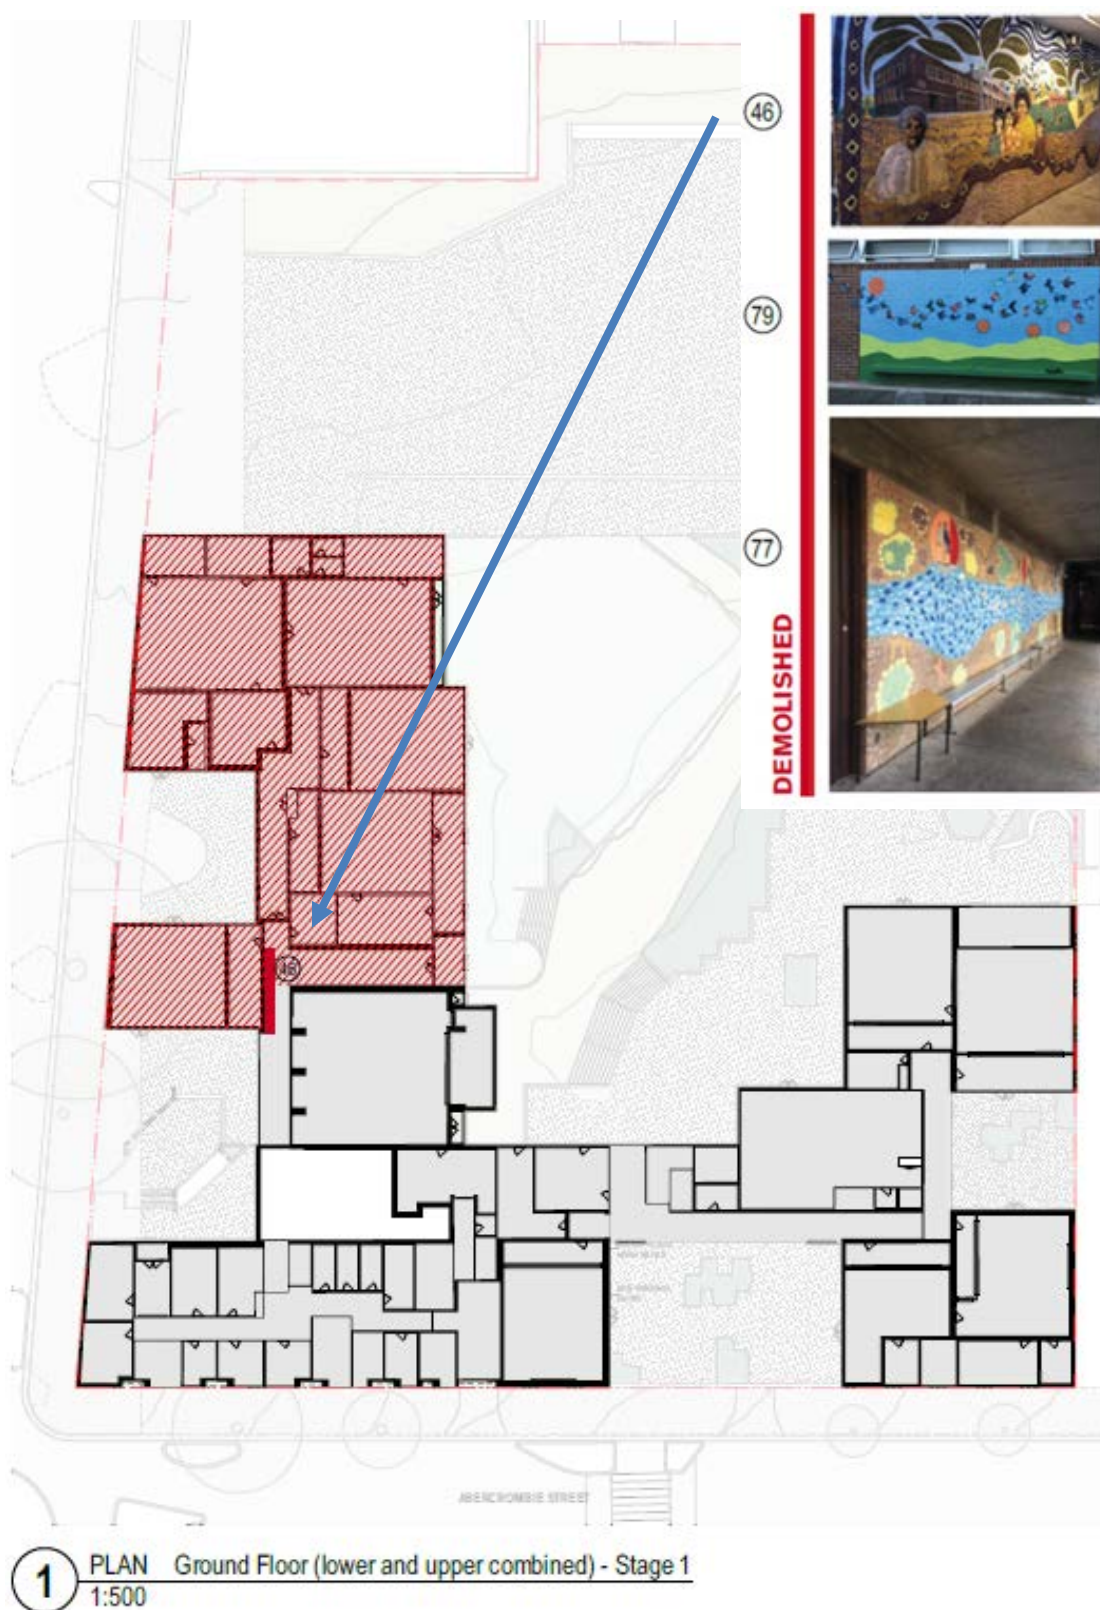 46
79
77
DEMOLISHED
46
ABERCROMBIE STREET
1
PLAN Ground Floor (lower and upper combined) - Stage 1
1:500